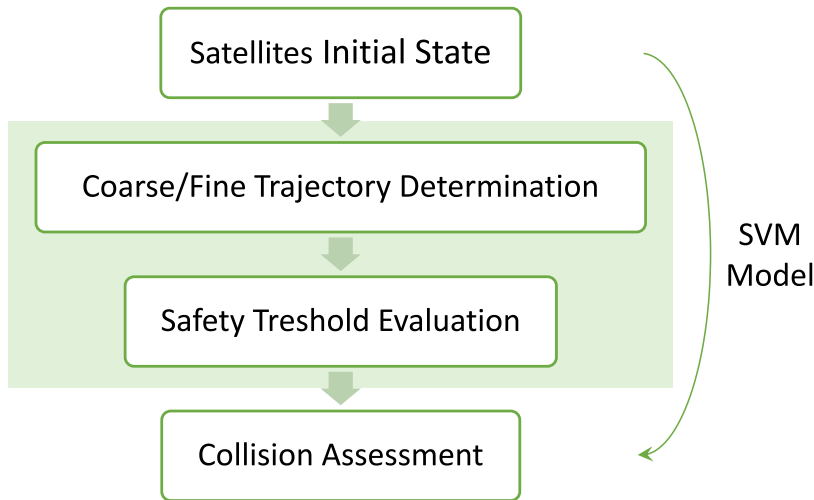 Satellites Initial State
Coarse/Fine Trajectory Determination
SVM
Model
Safety Treshold Evaluation
Collision Assessment